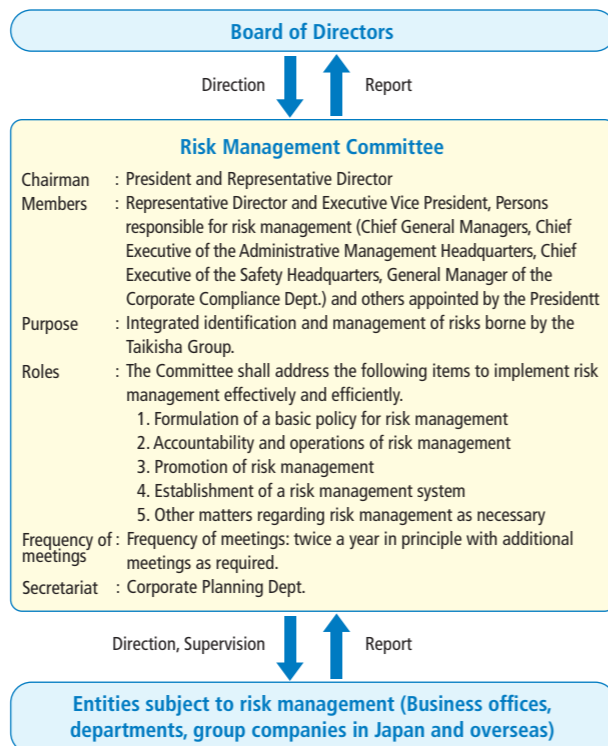 Board of Directors
Direction
Report
Risk Management Committee
Chairman : President and Representative Director
Members : Representative Director and Executive Vice President, Persons
responsible for risk management (Chief General Managers, Chief
Executive of the Administrative Management Headquarters, Chief
Executive of the Safety Headquarters, General Manager of the
Corporate Compliance Dept.) and others appointed by the Presidentt
Purpose : Integrated identification and management of risks borne by the
Taikisha Group.
Roles : The Committee shall address the following items to implement risk
management effectively and efficiently.
1. Formulation of a basic policy for risk management
2. Accountability and operations of risk management
3. Promotion of risk management
4. Establishment of a risk management system
5. Other matters regarding risk management as necessary
Frequency of : Frequency of meetings: twice a year in principle with additional
meetings meetings as required.
Secretariat : Corporate Planning Dept.
Direction, Supervision
Report
Entities subject to risk management (Business offices,
departments, group companies in Japan and overseas)